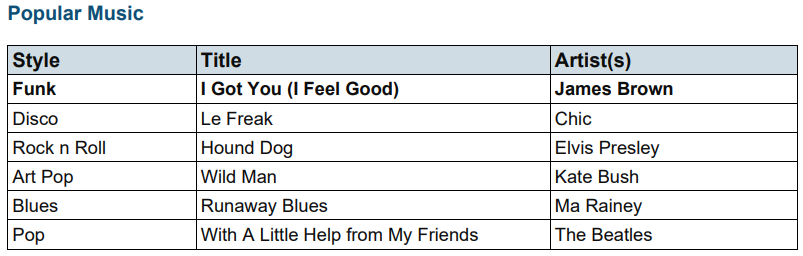 Popular Music
Style Title Artist(s)
Funk I Got You (I Feel Good) James Brown
Disco Le Freak Chic
Rock n Roll Hound Dog Elvis Presley
Art Pop Wild Man Kate Bush
Blues Runaway Blues Ma Rainey
Pop With A Little Help from My Friends The Beatles